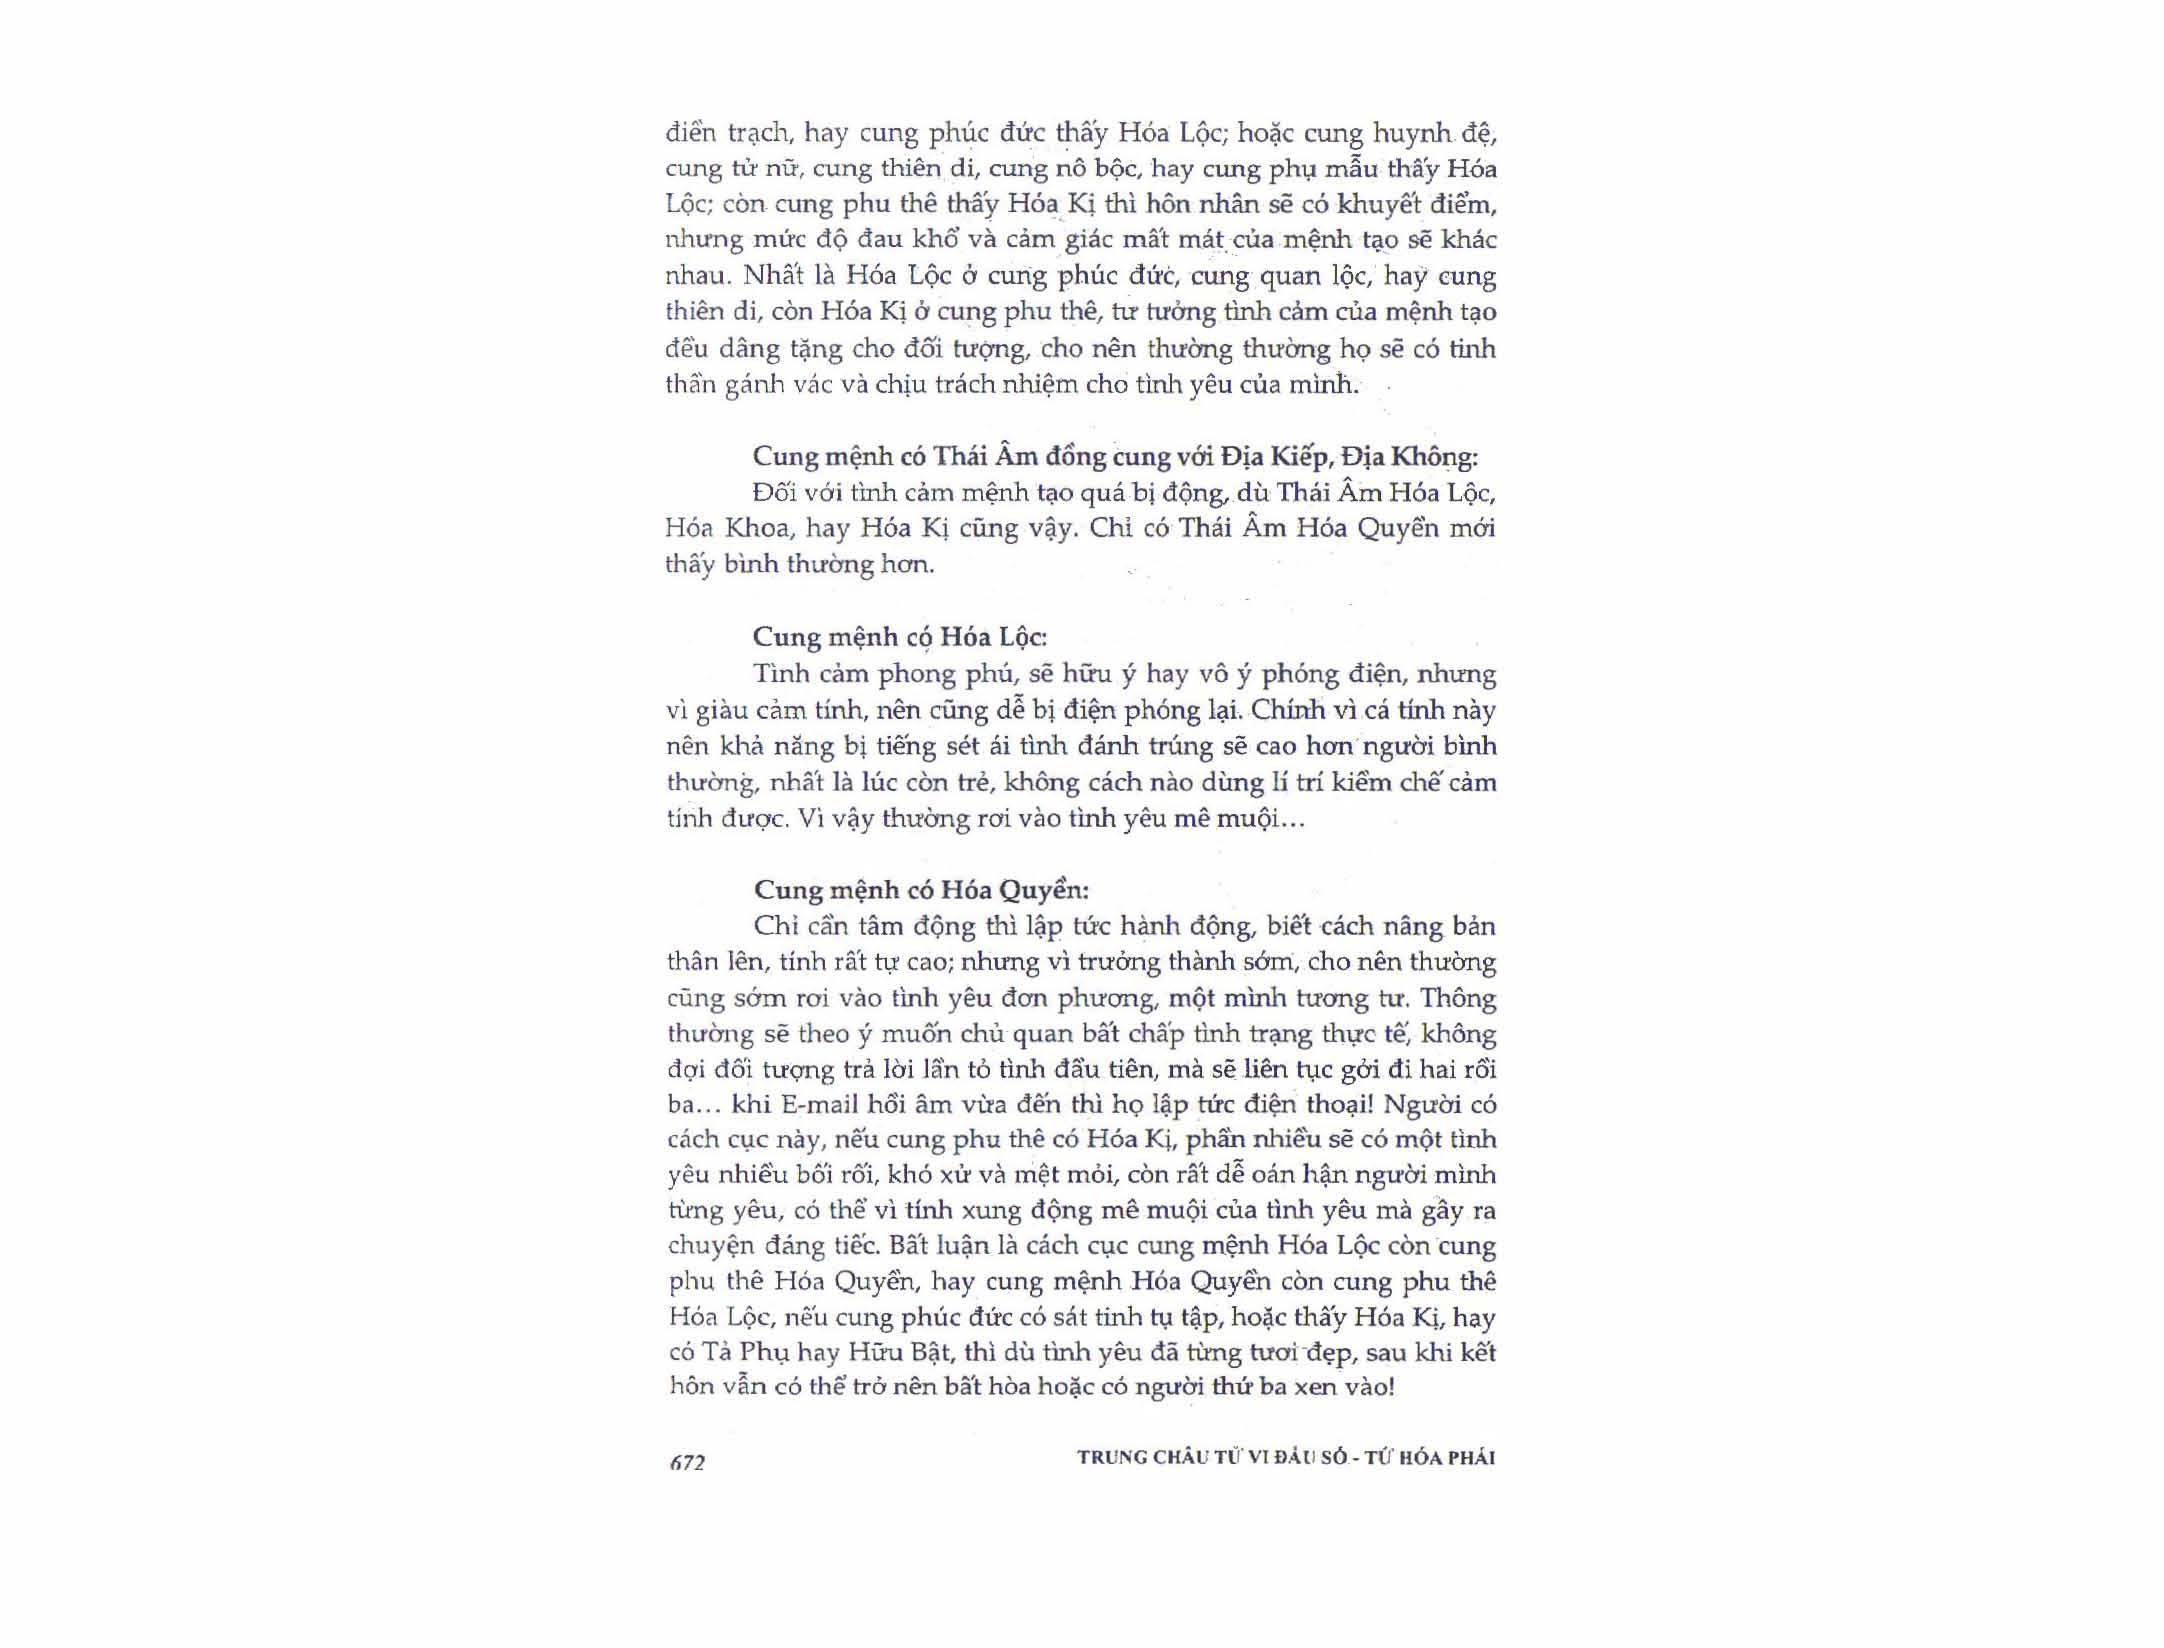 điền trạch, hay cung phúc đức thấy Hóa Lộc; hoặc cung huynh đệ,
cung tử nữ, cung thiên di, cung nô bộc, hay cung phụ mẫu thấy Hóa
Lộc; còn cung phu thê thấy Hóa Kị thì hôn nhân sẽ có khuyết điểm,
nhưng mức độ đau khổ và cảm giác mất mát của mệnh tạo sẽ khác
nhau. Nhất là Hóa Lộc ở cung phúc đức, cung quan lộc, hay cung
thiên di, còn Hóa Kị ở cung phu thê, tư tưởng tình cảm của mệnh tạo
đều dâng tặng cho đối tượng, cho nên thường thường họ sẽ có tinh
thần gánh vác và chịu trách nhiệm cho tình yêu của mình.
Cung mệnh có Thái Âm đồng cung với Địa Kiếp, Địa Không:
Đối với tình cảm mệnh tạo quá bị động, dù Thái Âm Hóa Lộc,
Hóa Khoa, hay Hóa Kị cũng vậy. Chỉ có Thái Âm Hóa Quyền mới
thấy bình thường hơn.
Cung mệnh có Hóa Lộc:
Tình cảm phong phú, sẽ hữu ý hay vô ý phóng điện, nhưng
vì giàu cảm tính, nên cũng dễ bị điện phóng lại. Chính vì cá tính này
nên khả năng bị tiếng sét ái tình đánh trúng sẽ cao hơn người bình
thường, nhất là lúc còn trẻ, không cách nào dùng lí trí kiềm chế cảm
tính được. Vì vậy thường rơi vào tình yêu mê muội...
Cung mệnh có Hóa Quyền:
Chỉ cần tâm động thì lập tức hành động, biết cách nâng bản
thân lên, tính rất tự cao; nhưng vì trưởng thành sớm, cho nên thường
cũng sớm rơi vào tình yêu đơn phương, một mình tương tư. Thông
thường sẽ theo ý muốn chủ quan bất chấp tình trạng thực tế, không
đợi đối tượng trả lời lần tỏ tình đầu tiên, mà sẽ liên tục gởi đi hai rồi
ba... khi E-mail hồi âm vừa đến thì họ lập tức điện thoại! Người có
cách cục này, nếu cung phu thê có Hóa Kị, phần nhiều sẽ có một tình
yêu nhiều bối rối, khó xử và mệt mỏi, còn rất dễ oán hận người mình
từng yêu, có thể vì tính xung động mê muội của tình yêu mà gây ra
chuyện đáng tiếc. Bất luận là cách cục cung mệnh Hóa Lộc còn cung
phu thê Hóa Quyền, hay cung mệnh Hóa Quyền còn cung phu thê
Hóa Lộc, nếu cung phúc đức có sát tinh tụ tập, hoặc thấy Hóa Kị, hay
có Tả Phụ hay Hữu Bật, thì dù tình yêu đã từng tươi đẹp, sau khi kết
hôn vẫn có thể trở nên bất hòa hoặc có người thứ ba xen vào!
672 TRUNG CHÂU TỬ VI ĐẨU SỐ - TỨ HÓA PHÁI